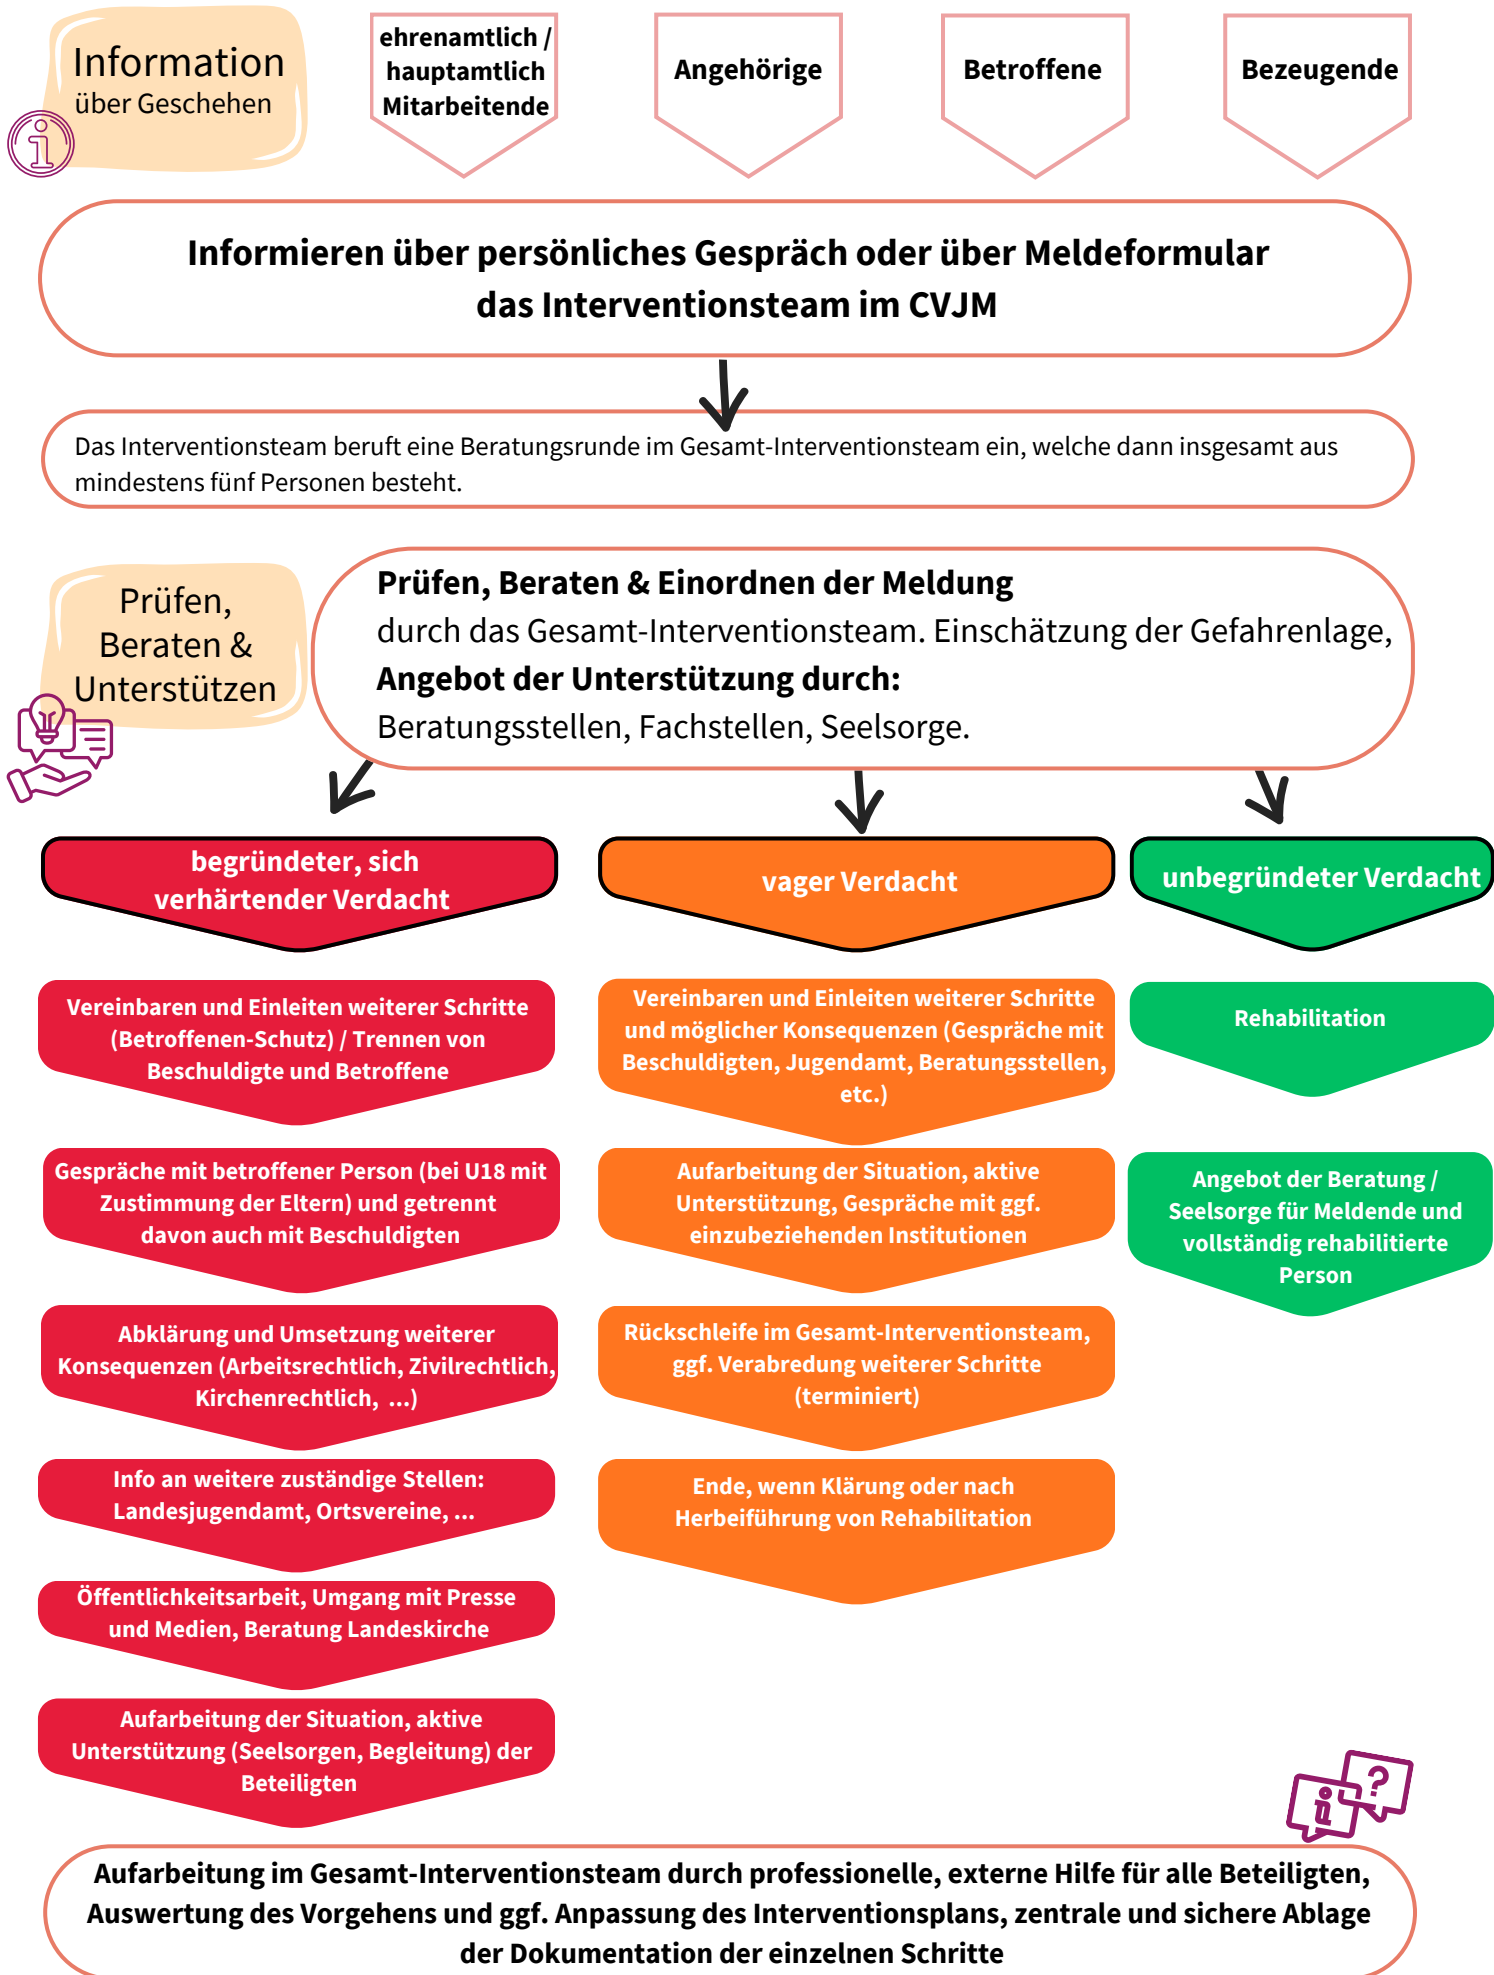 Information
über Geschehen
ehrenamtlich /
hauptamtlich
Mitarbeitende
Angehörige
Betroffene
Bezeugende
Informieren über persönliches Gespräch oder über Meldeformular
das Interventionsteam im CVJM
Das Interventionsteam beruft eine Beratungsrunde im Gesamt-Interventionsteam ein, welche dann insgesamt aus
mindestens fünf Personen besteht.
Prüfen,
Beraten &
Unterstützen
Prüfen, Beraten & Einordnen der Meldung
durch das Gesamt-Interventionsteam. Einschätzung der Gefahrenlage,
Angebot der Unterstützung durch:
Beratungsstellen, Fachstellen, Seelsorge.
begründeter, sich
verhärtender Verdacht
Vereinbaren und Einleiten weiterer Schritte
(Betroffenen-Schutz) / Trennen von
Beschuldigte und Betroffene
Gespräche mit betroffener Person (bei U18 mit
Zustimmung der Eltern) und getrennt
davon auch mit Beschuldigten
Abklärung und Umsetzung weiterer
Konsequenzen (Arbeitsrechtlich, Zivilrechtlich,
Kirchenrechtlich, ...)
Info an weitere zuständige Stellen:
Landesjugendamt, Ortsvereine, ...
Öffentlichkeitsarbeit, Umgang mit Presse
und Medien, Beratung Landeskirche
Aufarbeitung der Situation, aktive
Unterstützung (Seelsorgen, Begleitung) der
Beteiligten
vager Verdacht
Vereinbaren und Einleiten weiterer Schritte
und möglicher Konsequenzen (Gespräche mit
Beschuldigten, Jugendamt, Beratungsstellen,
etc.)
Aufarbeitung der Situation, aktive
Unterstützung, Gespräche mit ggf.
einzubeziehenden Institutionen
Rückschleife im Gesamt-Interventionsteam,
ggf. Verabredung weiterer Schritte
(terminiert)
Ende, wenn Klärung oder nach
Herbeiführung von Rehabilitation
unbegründeter Verdacht
Rehabilitation
Angebot der Beratung /
Seelsorge für Meldende und
vollständig rehabilitierte
Person
Aufarbeitung im Gesamt-Interventionsteam durch professionelle, externe Hilfe für alle Beteiligten,
Auswertung des Vorgehens und ggf. Anpassung des Interventionsplans, zentrale und sichere Ablage
der Dokumentation der einzelnen Schritte